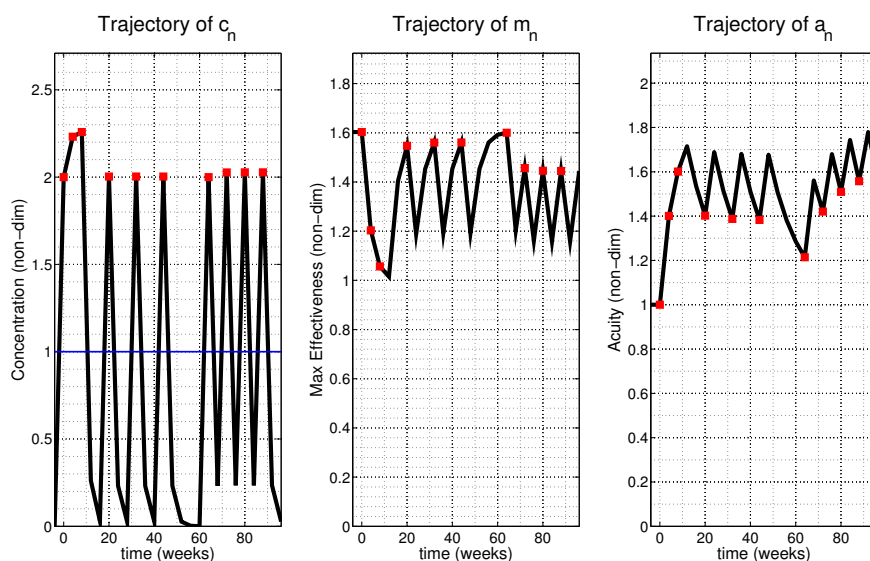 Trajectory of c_n
Concentration (non-dim)
2.5
2
1.5
1
0.5
0
0 20 40 60 80
time (weeks)
Trajectory of m_n
Max Effectiveness (non-dim)
1.8
1.6
1.4
1.2
1
0.8
0.6
0.4
0.2
0
0 20 40 60 80
time (weeks)
Trajectory of a_n
Acuity (non-dim)
2
1.8
1.6
1.4
1.2
1
0.8
0.6
0.4
0.2
0
0 20 40 60 80
time (weeks)